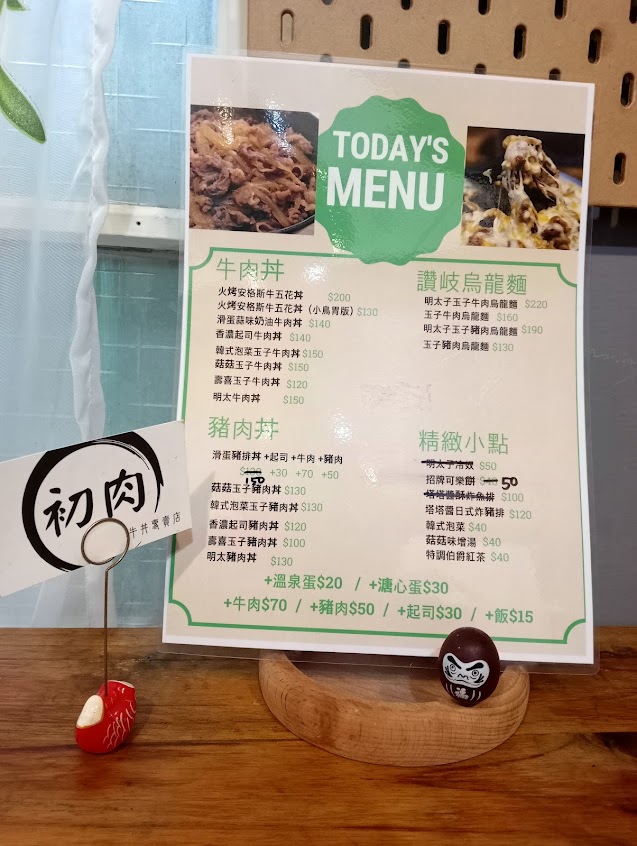 TODAY'S
MENU
牛肉丼
火烤安格斯牛五花丼 $200
火烤安格斯牛五花丼（小鳥胃版）$130
滑蛋蒜味奶油牛肉丼 $140
香濃起司牛肉丼 $140
韓式泡菜玉子牛肉丼$150
菇菇玉子牛肉丼 $150
壽喜玉子牛肉丼 $120
明太牛肉丼 $150
讚岐烏龍麵
明太子玉子牛肉烏龍麵 $220
玉子牛肉烏龍麵 $160
明太子玉子豬肉烏龍麵 $190
玉子豬肉烏龍麵 $130
豬肉丼
滑蛋豬排丼 +起司 +牛肉 +豬肉
150 +30 +70 +50
菇菇玉子豬肉丼 $130
韓式泡菜玉子豬肉丼$130
香濃起司豬肉丼 $120
壽喜玉子豬肉丼 $100
明太豬肉丼 $130
精緻小點
明太子冷奴 $50
招牌可樂餅 50
塔塔醬酥炸魚排 $100
塔塔醬日式炸豬排 $120
韓式泡菜 $40
菇菇味增湯 $40
特調伯爵紅茶 $40
+溫泉蛋$20 / +溏心蛋$30
+牛肉$70 / +豬肉$50 / +起司$30 / +飯$15
初肉
牛丼專賣店